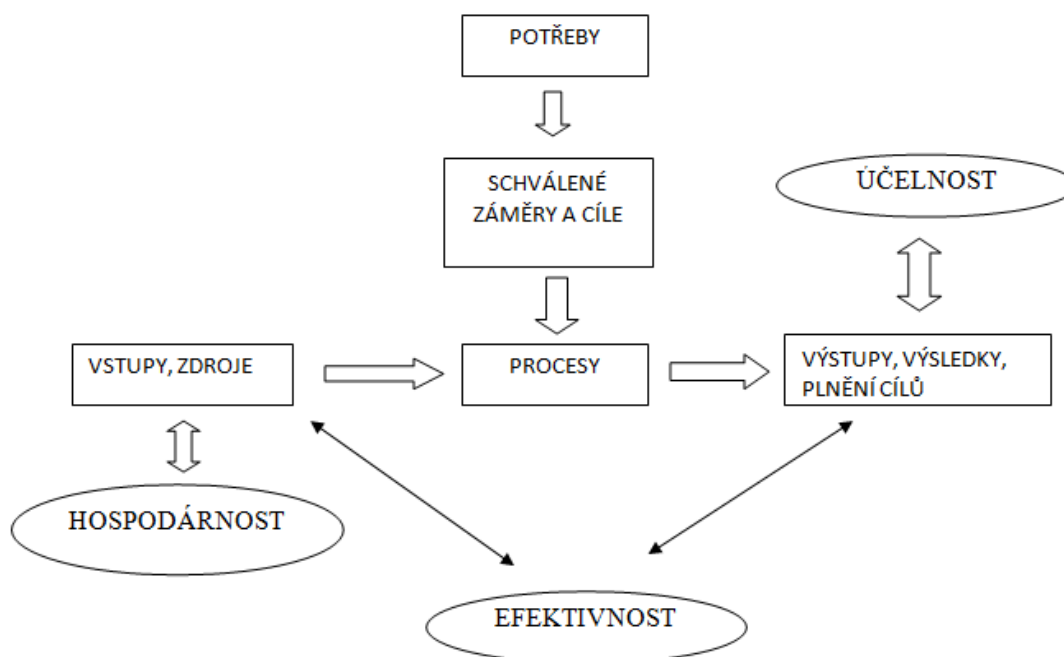 POTŘEBY
SCHVÁLENÉ
ZÁMĚRY A CÍLE
ÚČELNOST
VSTUPY, ZDROJE
PROCESY
VÝSTUPY, VÝSLEDKY,
PLNĚNÍ CÍLŮ
HOSPODÁRNOST
EFEKTIVNOST